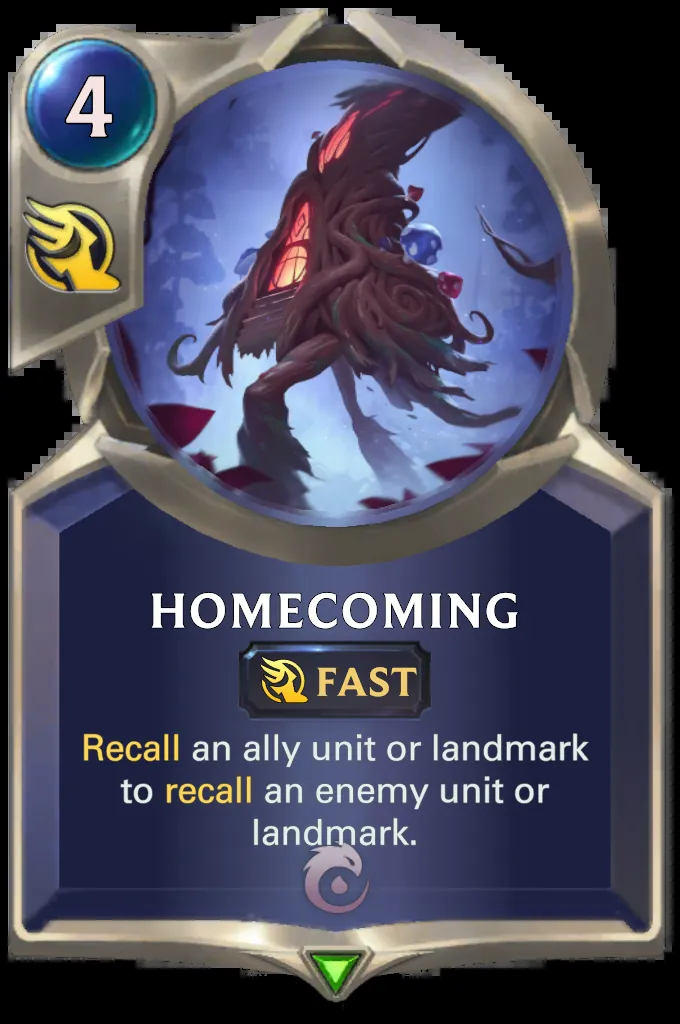 4
HOMECOMING
FAST
Recall an ally unit or landmark
to recall an enemy unit or
landmark.